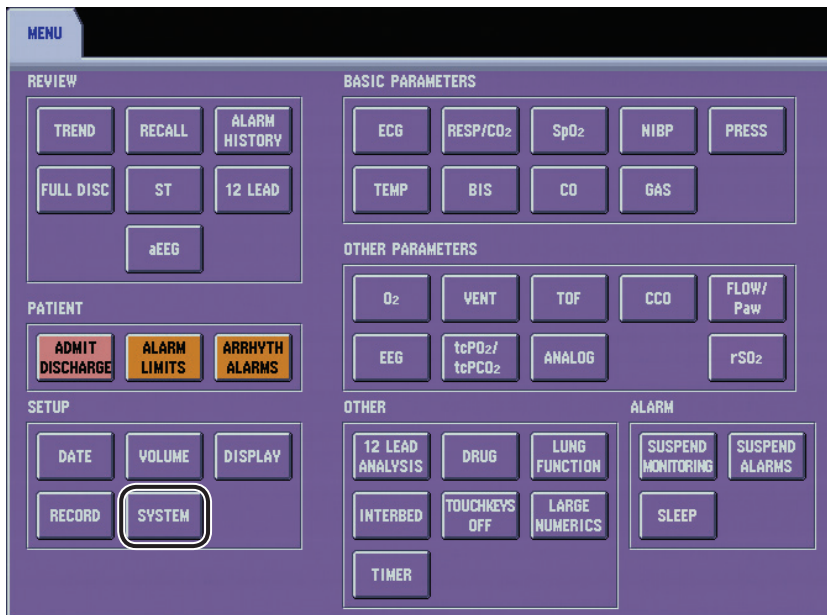 MENU
REVIEW
TREND
RECALL
ALARM
HISTORY
FULL DISC
ST
12 LEAD
aEEG
PATIENT
ADMIT
DISCHARGE
ALARM
LIMITS
ARRHYTH
ALARMS
SETUP
DATE
VOLUME
DISPLAY
RECORD
SYSTEM
BASIC PARAMETERS
ECG
RESP/CO2
SpO2
NIBP
PRESS
TEMP
BIS
CO
GAS
OTHER PARAMETERS
O2
VENT
TOF
CCO
FLOW/
Paw
EEG
tcPO2/
tcPCO2
ANALOG
rSO2
OTHER
12 LEAD
ANALYSIS
DRUG
LUNG
FUNCTION
INTERBED
TOUCHKEYS
OFF
LARGE
NUMERICS
TIMER
ALARM
SUSPEND
MONITORING
SUSPEND
ALARMS
SLEEP